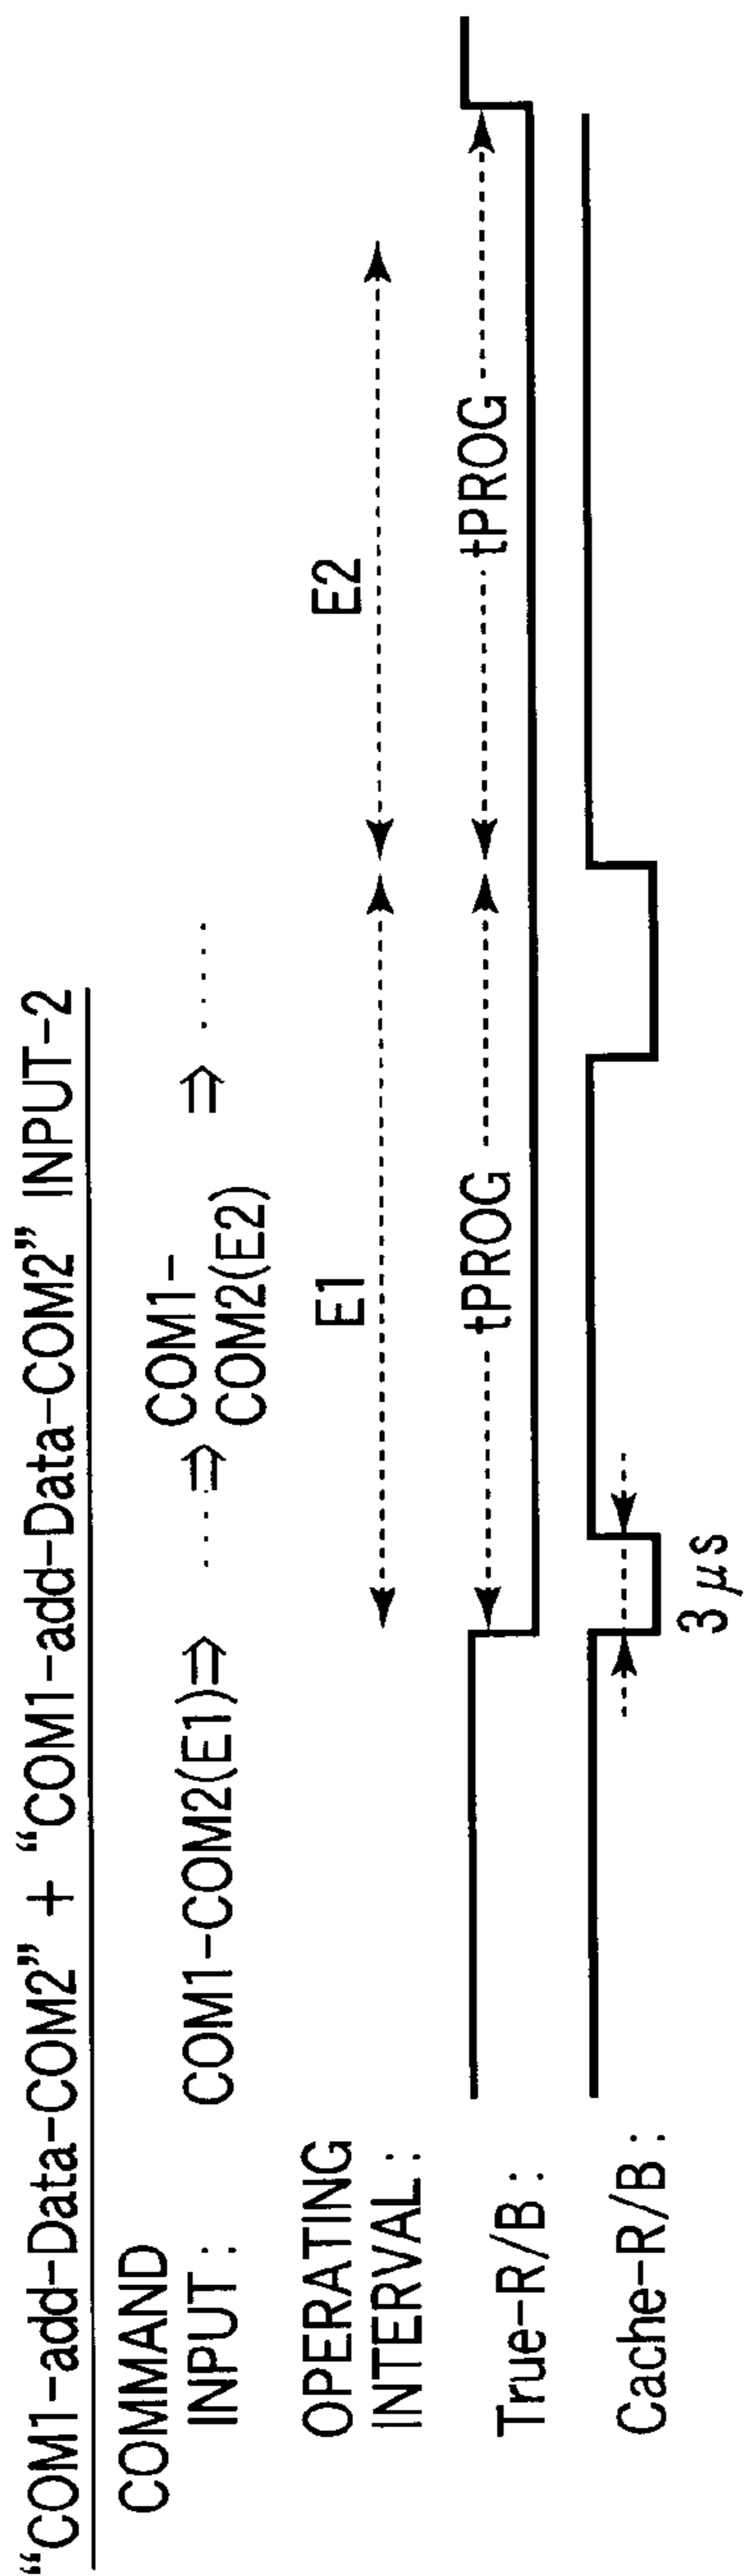 “COM1-add-Data-COM2” + “COM1-add-Data-COM2” INPUT-2
COMMAND
INPUT : COM1-COM2(E1)⇒ ····· ⇒ COM1-
COM2(E2) ⇒ ·····
OPERATING
INTERVAL : E1 E2
True-R/B : tPROG tPROG
Cache-R/B :
3 μs